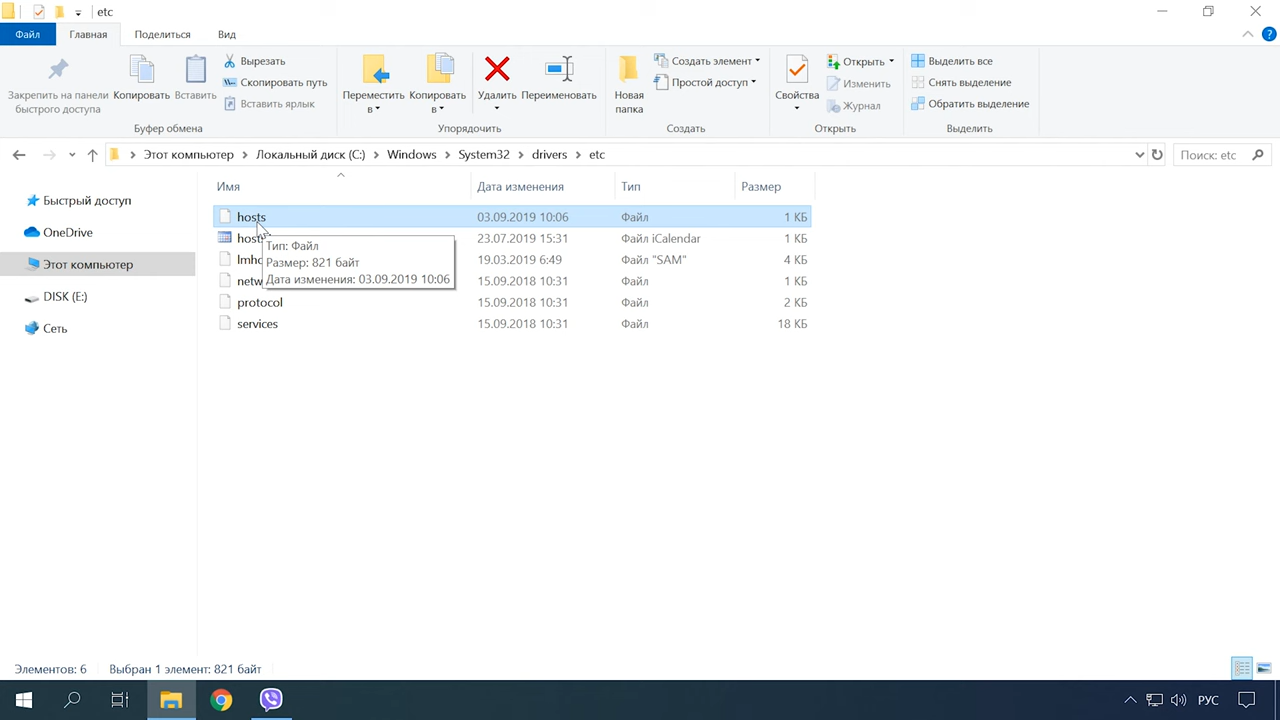 etc
Файл
Главная
Поделиться
Вид
Закрепить на панели быстрого доступа
Копировать
Вставить
Вырезать
Скопировать путь
Вставить ярлык
Буфер обмена
Переместить в
Копировать в
Удалить
Переименовать
Упорядочить
Новая папка
Создать элемент
Простой доступ
Создать
Свойства
Открыть
Изменить
Журнал
Открыть
Выделить все
Снять выделение
Обратить выделение
Выделить
Этот компьютер
Локальный диск (C:)
Windows
System32
drivers
etc
Поиск: etc
Быстрый доступ
OneDrive
Этот компьютер
DISK (E:)
Сеть
Имя Дата изменения Тип Размер
hosts 03.09.2019 10:06 Файл 1 КБ
23.07.2019 15:31 Файл iCalendar 1 КБ
19.03.2019 6:49 Файл "SAM" 4 КБ
15.09.2018 10:31 Файл 1 КБ
protocol 15.09.2018 10:31 Файл 2 КБ
services 15.09.2018 10:31 Файл 18 КБ
Тип: Файл
Размер: 821 байт
Дата изменения: 03.09.2019 10:06
Элементов: 6
Выбран 1 элемент: 821 байт
РУС